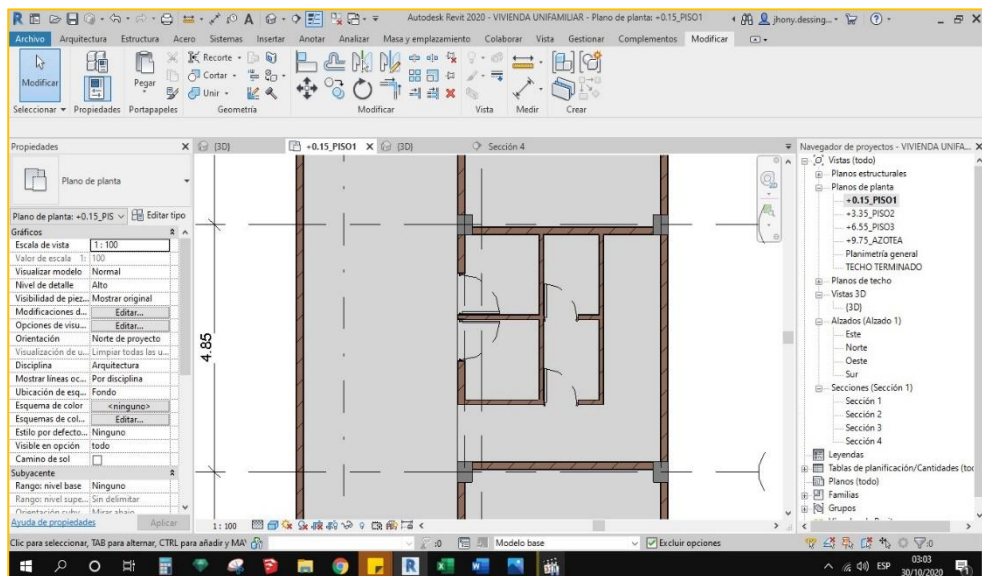 Autodesk Revit 2020 - VIVIENDA UNIFAMILIAR - Plano de planta: +0.15_PISO1
jhony.dessing...
Archivo Arquitectura Estructura Acero Sistemas Insertar Anotar Analizar Masa y emplazamiento Colaborar Vista Gestionar Complementos Modificar
Modificar
Pegar
Recorte
Cortar
Unir
Seleccionar Propiedades Portapapeles Geometría Modificar Vista Medir Crear
Propiedades
{3D} +0.15_PISO1 {3D} Sección 4
Navegador de proyectos - VIVIENDA UNIFA...
Plano de planta
Plano de planta: +0.15_PIS Editar tipo
Gráficos
Escala de vista 1 : 100
Valor de escala 1: 100
Visualizar modelo Normal
Nivel de detalle Alto
Visibilidad de piez... Mostrar original
Modificaciones d... Editar...
Opciones de visu... Editar...
Orientación Norte de proyecto
Visualización de u... Limpiar todas las u...
Disciplina Arquitectura
Mostrar líneas oc... Por disciplina
Ubicación de esq... Fondo
Esquema de color <ninguno>
Esquemas de col... Editar...
Estilo por defecto... Ninguno
Visible en opción todo
Camino de sol
Subyacente
Rango: nivel base Ninguno
Rango: nivel supe... Sin delimitar
Orientación suby... Mirar abajo
Ayuda de propiedades Aplicar
4.85
Vistas (todo)
Planos estructurales
Planos de planta
+0.15_PISO1
+3.35_PISO2
+6.55_PISO3
+9.75_AZOTEA
Planimetría general
TECHO TERMINADO
Planos de techo
Vistas 3D
{3D}
Alzados (Alzado 1)
Este
Norte
Oeste
Sur
Secciones (Sección 1)
Sección 1
Sección 2
Sección 3
Sección 4
Leyendas
Tablas de planificación/Cantidades (toc
Planos (todo)
Familias
Grupos
1 : 100
Clic para seleccionar, TAB para alternar, CTRL para añadir y MAY :0 Modelo base Excluir opciones :0
ESP
03:03
30/10/2020